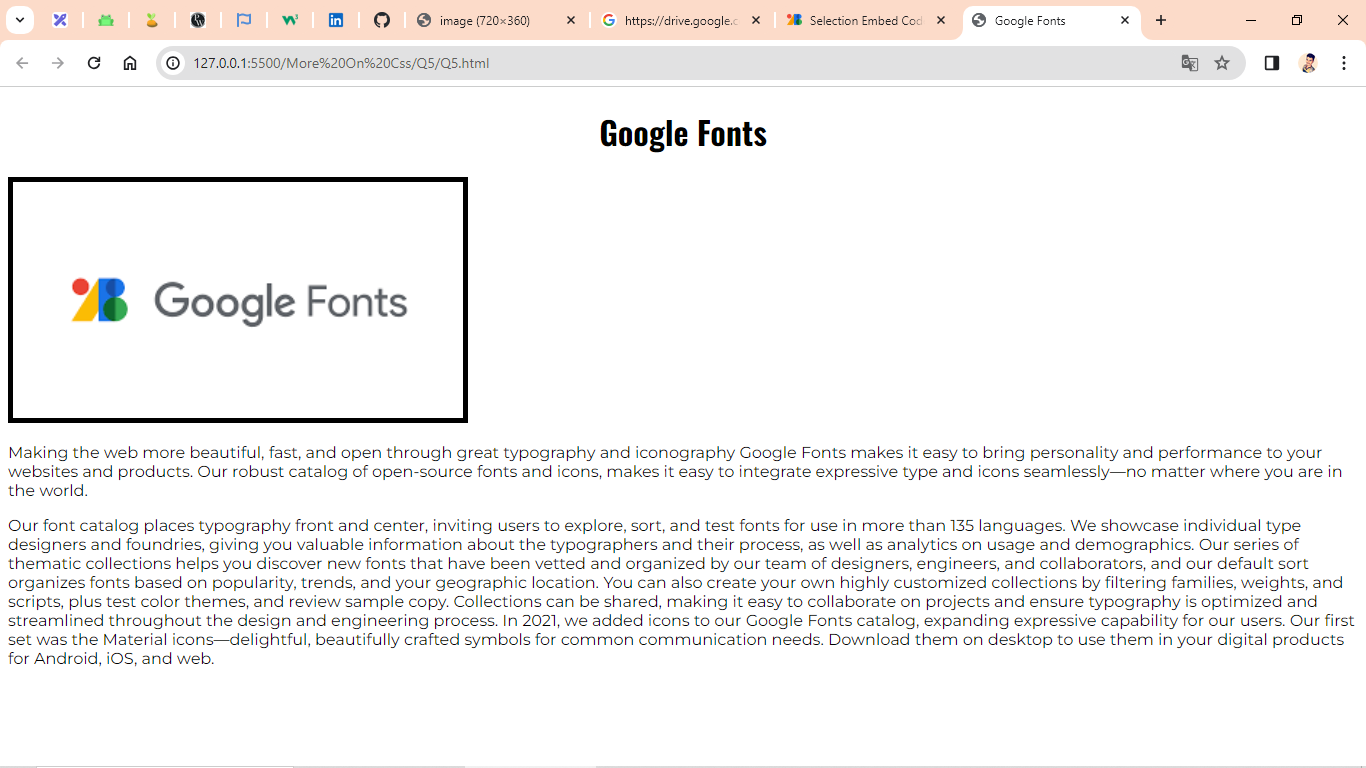 image (720×360)
https://drive.google.c
Selection Embed Cod
Google Fonts
127.0.0.1:5500/More%20On%20Css/Q5/Q5.html
Google Fonts
Google Fonts
Making the web more beautiful, fast, and open through great typography and iconography Google Fonts makes it easy to bring personality and performance to your
websites and products. Our robust catalog of open-source fonts and icons, makes it easy to integrate expressive type and icons seamlessly—no matter where you are in
the world.
Our font catalog places typography front and center, inviting users to explore, sort, and test fonts for use in more than 135 languages. We showcase individual type
designers and foundries, giving you valuable information about the typographers and their process, as well as analytics on usage and demographics. Our series of
thematic collections helps you discover new fonts that have been vetted and organized by our team of designers, engineers, and collaborators, and our default sort
organizes fonts based on popularity, trends, and your geographic location. You can also create your own highly customized collections by filtering families, weights, and
scripts, plus test color themes, and review sample copy. Collections can be shared, making it easy to collaborate on projects and ensure typography is optimized and
streamlined throughout the design and engineering process. In 2021, we added icons to our Google Fonts catalog, expanding expressive capability for our users. Our first
set was the Material icons—delightful, beautifully crafted symbols for common communication needs. Download them on desktop to use them in your digital products
for Android, iOS, and web.